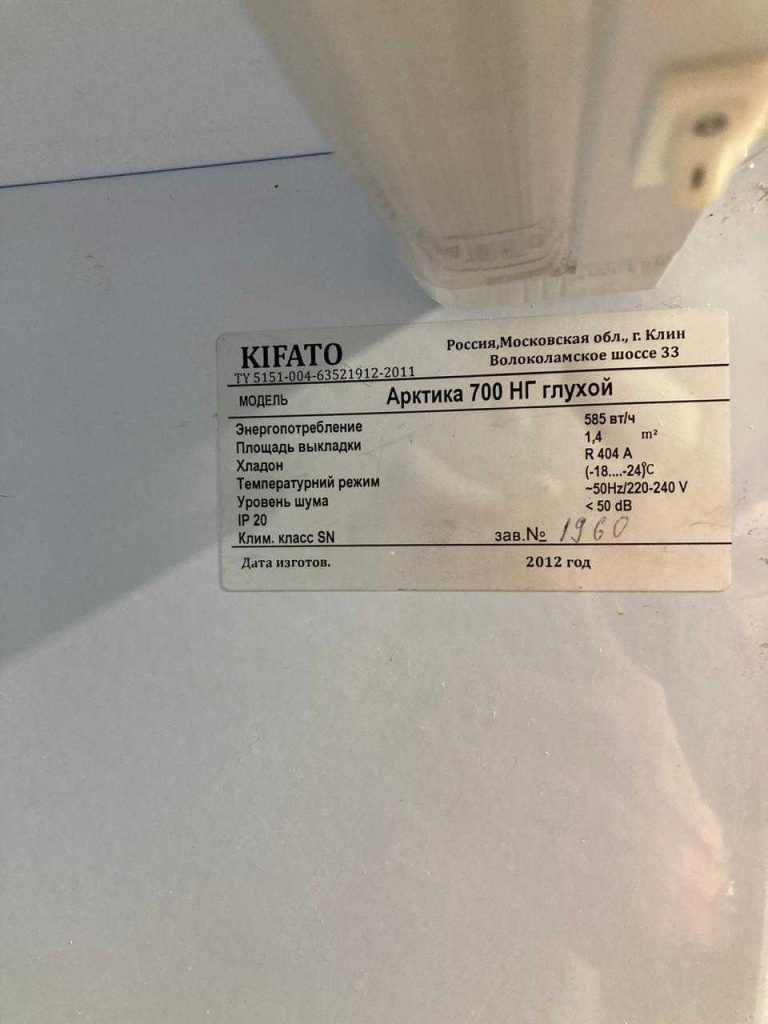 KIFATO
Россия,Московская обл., г. Клин
Волоколамское шоссе 33
ТУ 5151-004-63521912-2011
МОДЕЛЬ Арктика 700 НГ глухой
Энергопотребление 585 вт/ч
Площадь выкладки 1,4 m²
Хладон R 404 A
Температурний режим (-18....-24)°C
~50Hz/220-240 V
Уровень шума < 50 dB
IP 20
Клим. класс SN зав.№ 1960
Дата изготов. 2012 год